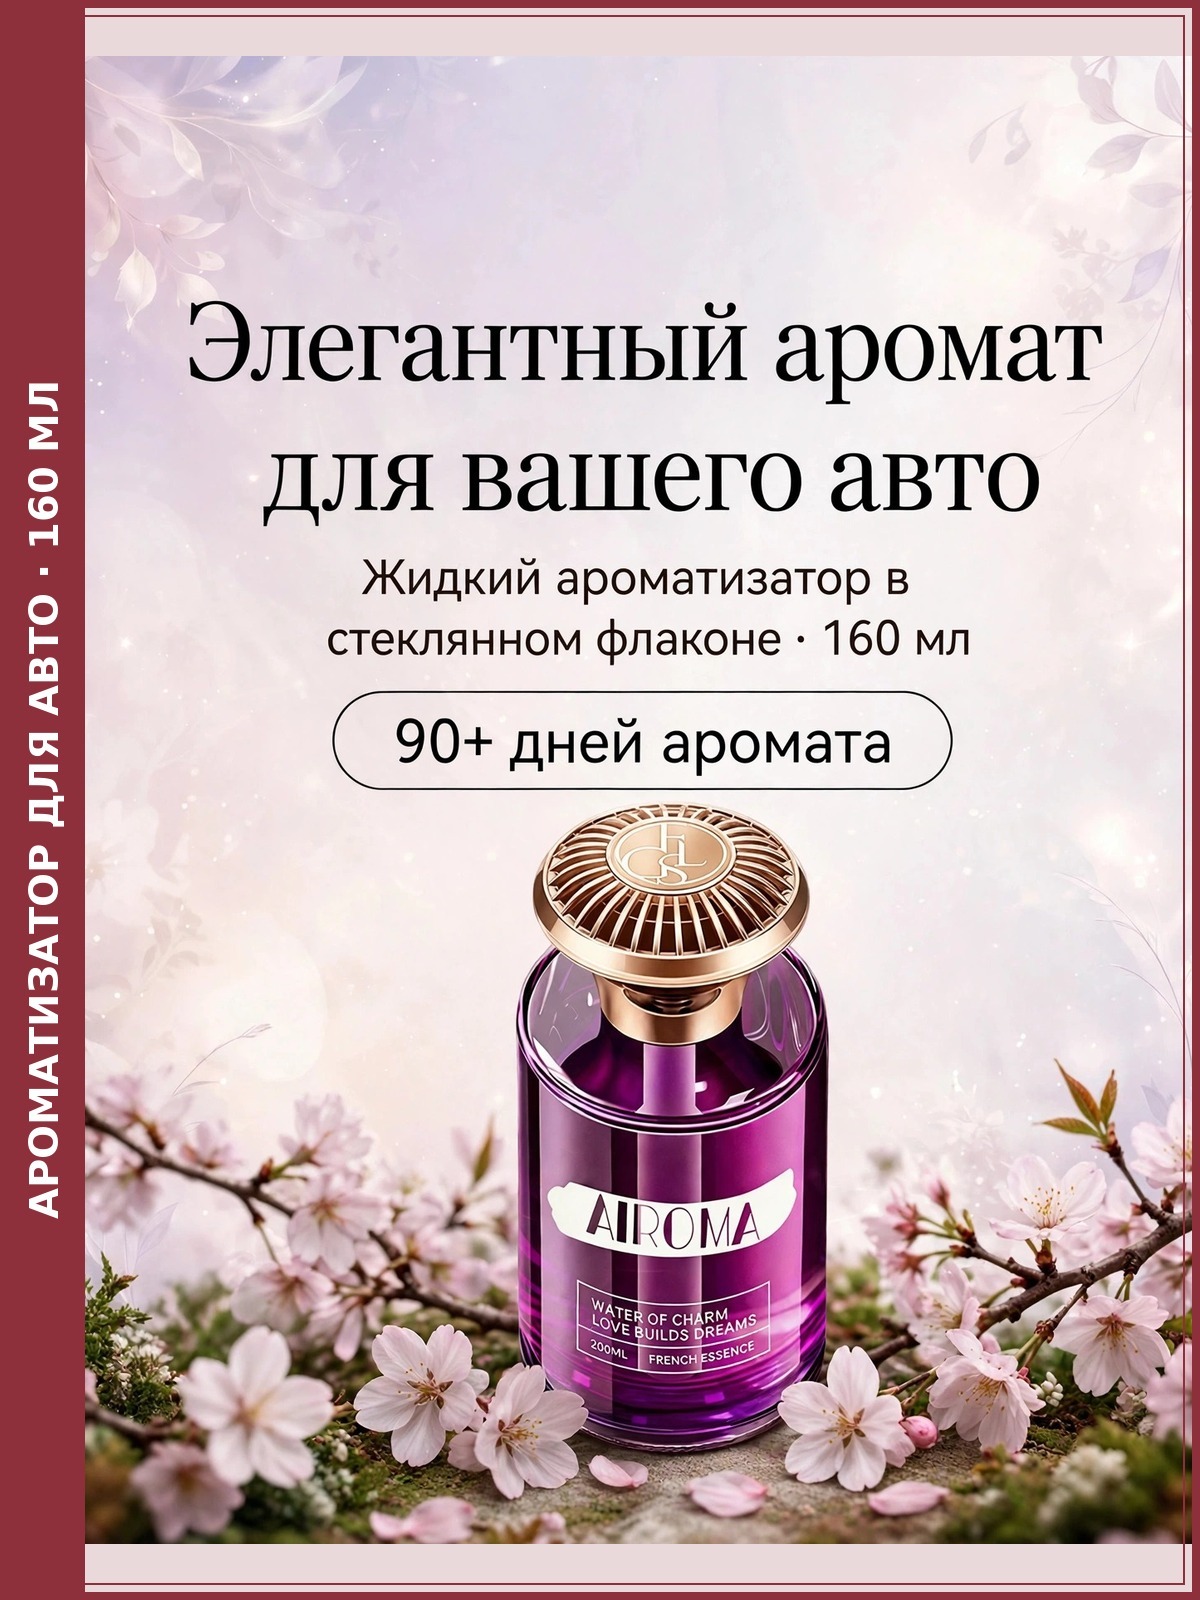 АРОМАТИЗАТОР ДЛЯ АВТО · 160 МЛ
Элегантный аромат
для вашего авто
Жидкий ароматизатор в
стеклянном флаконе · 160 мл
90+ дней аромата
AIROMA
WATER OF CHARM
LOVE BUILDS DREAMS
200ML FRENCH ESSENCE